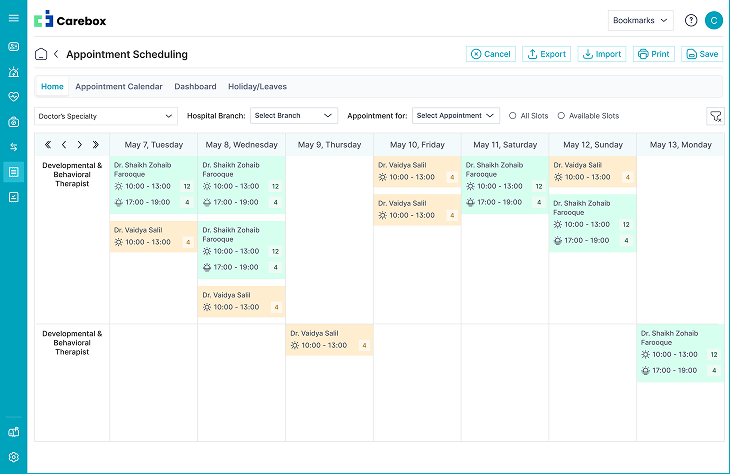 Carebox
Bookmarks
C
Appointment Scheduling
Cancel
Export
Import
Print
Save
Home
Appointment Calendar
Dashboard
Holiday/Leaves
Doctor's Specialty
Hospital Branch:
Select Branch
Appointment for:
Select Appointment
All Slots
Available Slots
May 7, Tuesday
May 8, Wednesday
May 9, Thursday
May 10, Friday
May 11, Saturday
May 12, Sunday
May 13, Monday
Developmental &
Behavioral
Therapist
Dr. Shaikh Zohaib
Farooque
10:00 - 13:00 12
17:00 - 19:00 4
Dr. Vaidya Salil
10:00 - 13:00 4
Dr. Shaikh Zohaib
Farooque
10:00 - 13:00 12
17:00 - 19:00 4
Dr. Shaikh Zohaib
Farooque
10:00 - 13:00 12
17:00 - 19:00 4
Dr. Vaidya Salil
10:00 - 13:00 4
Dr. Vaidya Salil
10:00 - 13:00 4
Dr. Vaidya Salil
10:00 - 13:00 4
Dr. Shaikh Zohaib
Farooque
10:00 - 13:00 12
17:00 - 19:00 4
Dr. Vaidya Salil
10:00 - 13:00 4
Dr. Shaikh Zohaib
Farooque
10:00 - 13:00 12
17:00 - 19:00 4
Developmental &
Behavioral
Therapist
Dr. Vaidya Salil
10:00 - 13:00 4
Dr. Shaikh Zohaib
Farooque
10:00 - 13:00 12
17:00 - 19:00 4